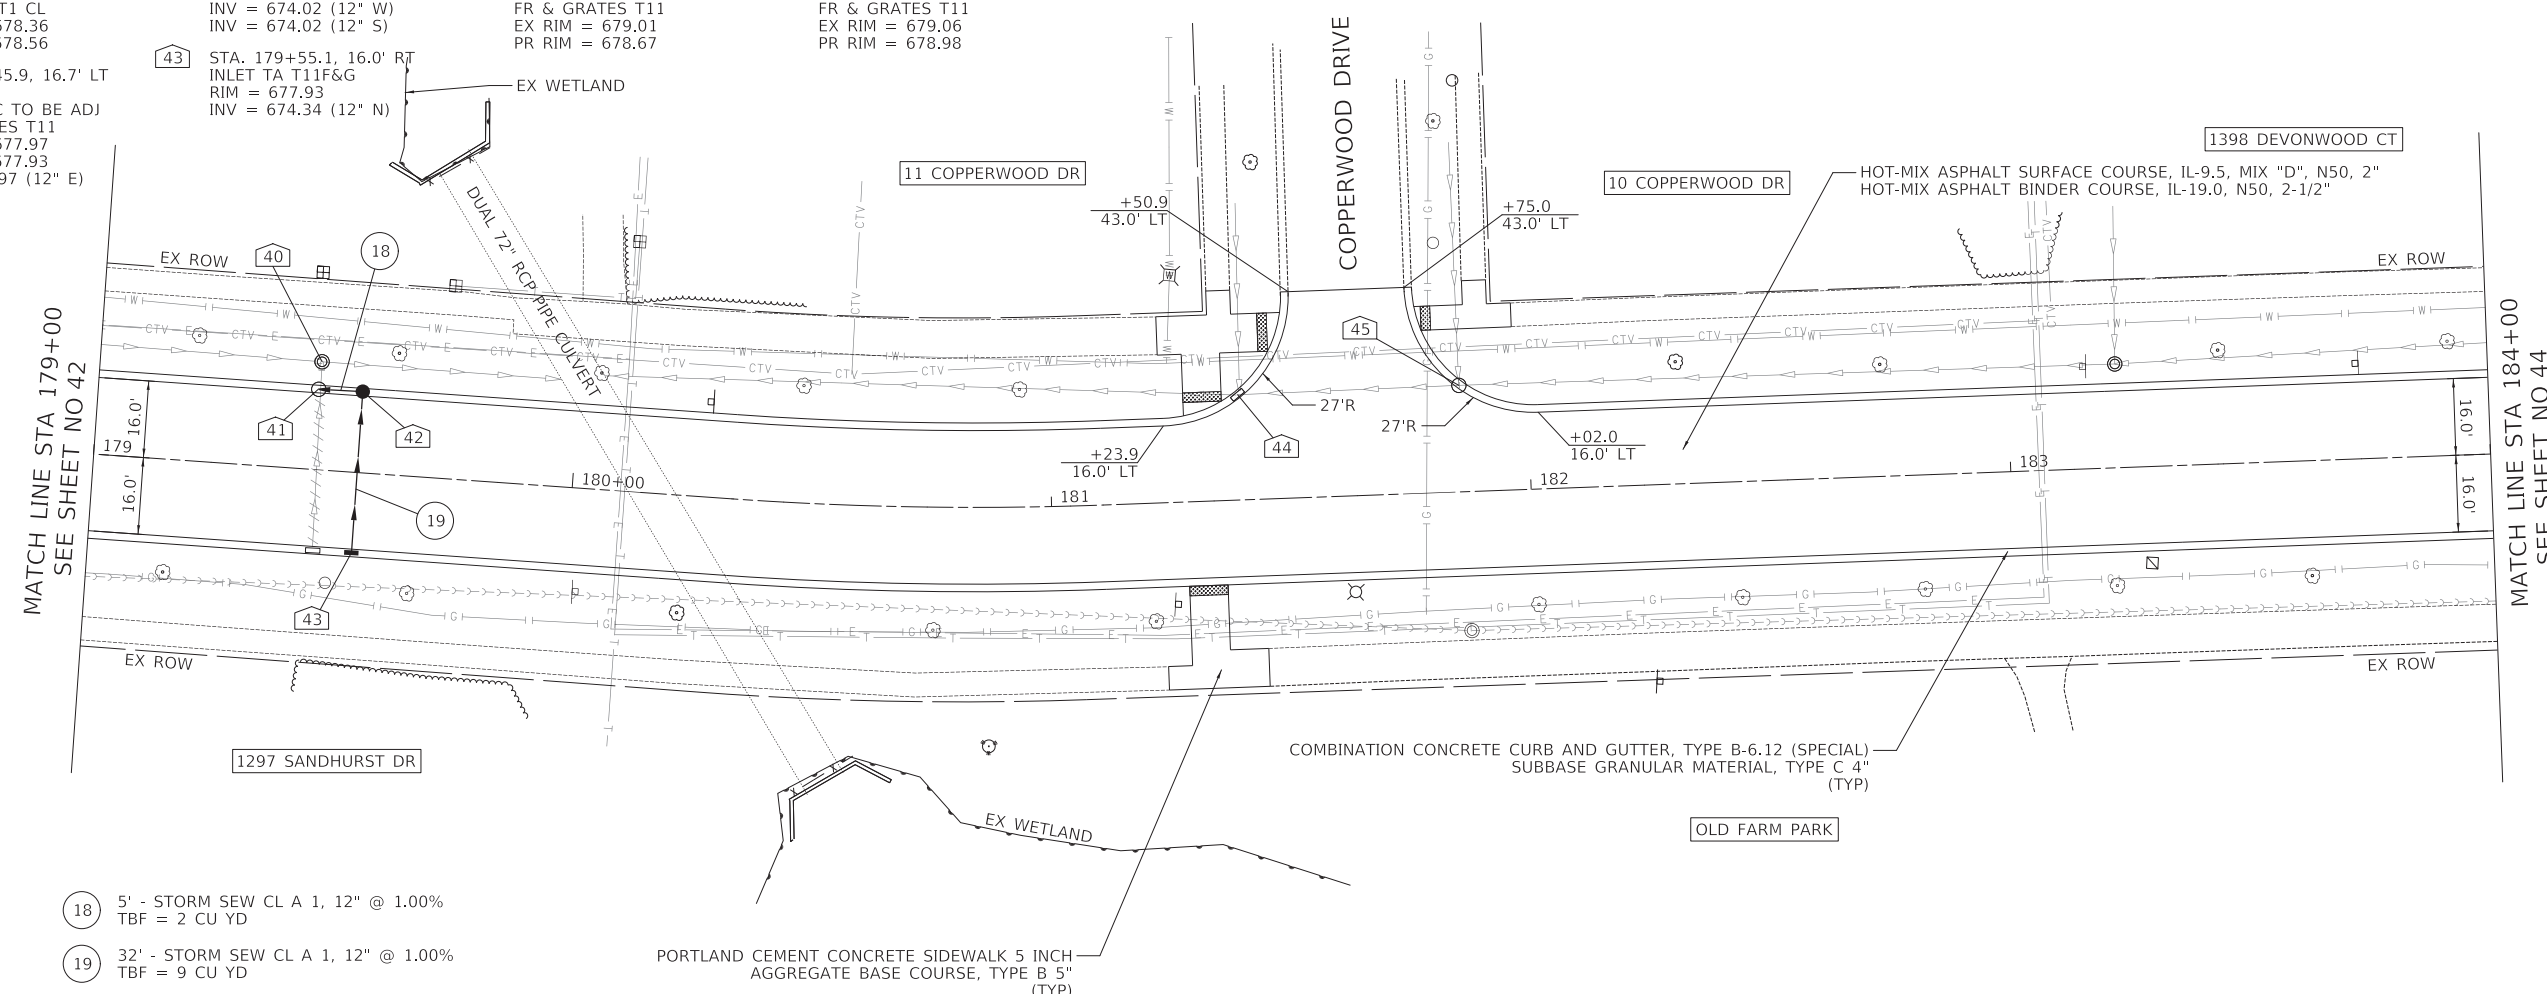 T1 CL
678.36
678.56
45.9, 16.7' LT
C TO BE ADJ
ES T11
677.97
677.93
97 (12" E)
INV = 674.02 (12" W)
INV = 674.02 (12" S)
43
STA. 179+55.1, 16.0' RT
INLET TA T11F&G
RIM = 677.93
INV = 674.34 (12" N)
FR & GRATES T11
EX RIM = 679.01
PR RIM = 678.67
FR & GRATES T11
EX RIM = 679.06
PR RIM = 678.98
EX WETLAND
COPPERWOOD DRIVE
11 COPPERWOOD DR
10 COPPERWOOD DR
1398 DEVONWOOD CT
HOT-MIX ASPHALT SURFACE COURSE, IL-9.5, MIX "D", N50, 2"
HOT-MIX ASPHALT BINDER COURSE, IL-19.0, N50, 2-1/2"
+50.9
43.0' LT
+75.0
43.0' LT
DUAL 72" RCP PIPE CULVERT
EX ROW
EX ROW
40
18
41
42
45
44
27'R
27'R
+23.9
16.0' LT
+02.0
16.0' LT
MATCH LINE STA 179+00
SEE SHEET NO 42
16.0'
16.0'
179
180+00
181
182
183
16.0'
16.0'
MATCH LINE STA 184+00
SEE SHEET NO 44
19
43
EX ROW
EX ROW
1297 SANDHURST DR
COMBINATION CONCRETE CURB AND GUTTER, TYPE B-6.12 (SPECIAL)
SUBBASE GRANULAR MATERIAL, TYPE C 4"
(TYP)
OLD FARM PARK
EX WETLAND
18
5' - STORM SEW CL A 1, 12" @ 1.00%
TBF = 2 CU YD
19
32' - STORM SEW CL A 1, 12" @ 1.00%
TBF = 9 CU YD
PORTLAND CEMENT CONCRETE SIDEWALK 5 INCH
AGGREGATE BASE COURSE, TYPE B 5"
(TYP)